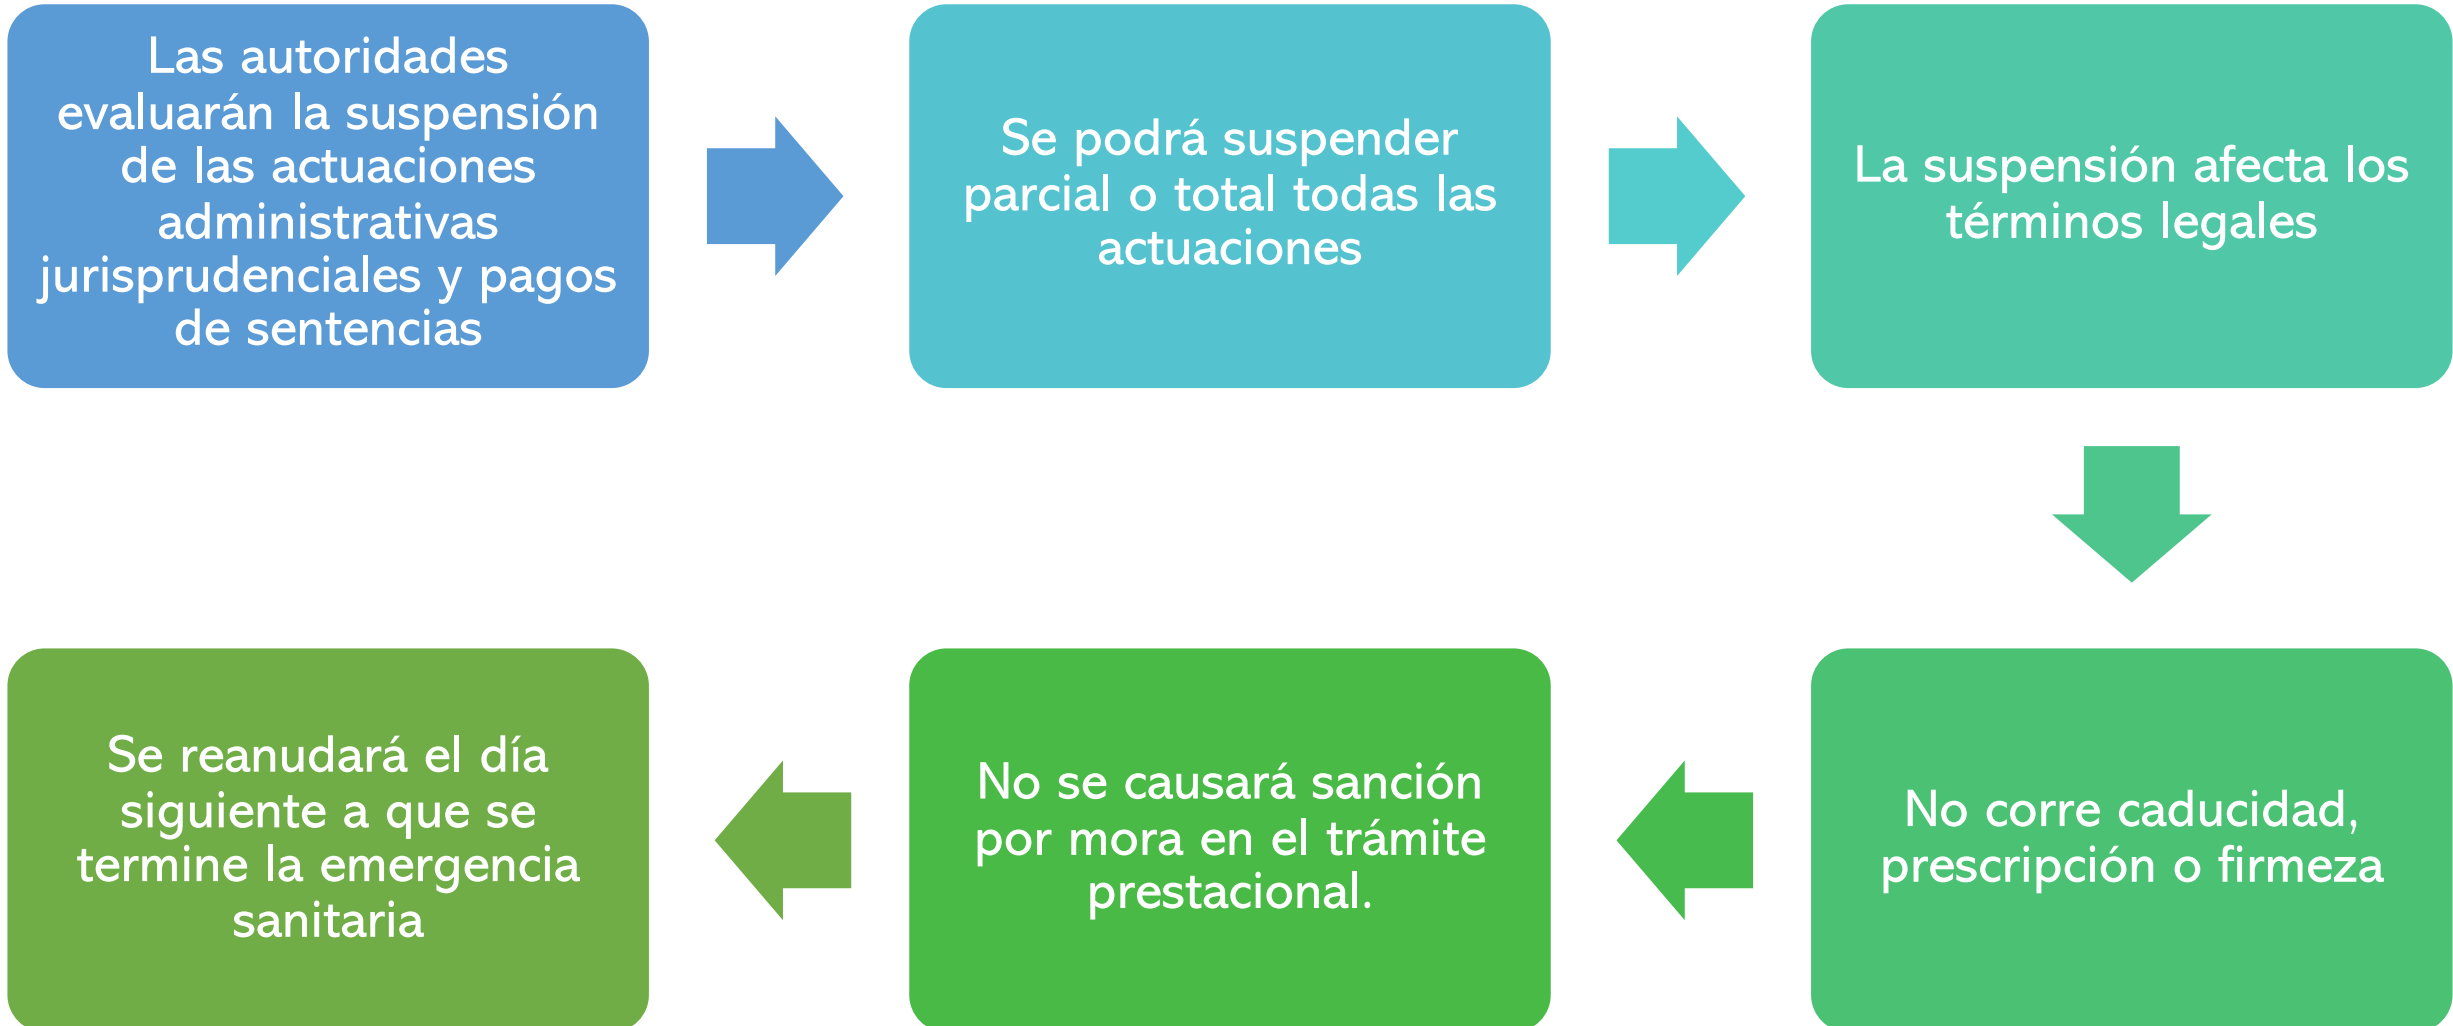 Las autoridades
evaluarán la suspensión
de las actuaciones
administrativas
jurisprudenciales y pagos
de sentencias
Se podrá suspender
parcial o total todas las
actuaciones
La suspensión afecta los
términos legales
No corre caducidad,
prescripción o firmeza
No se causará sanción
por mora en el trámite
prestacional.
Se reanudará el día
siguiente a que se
termine la emergencia
sanitaria